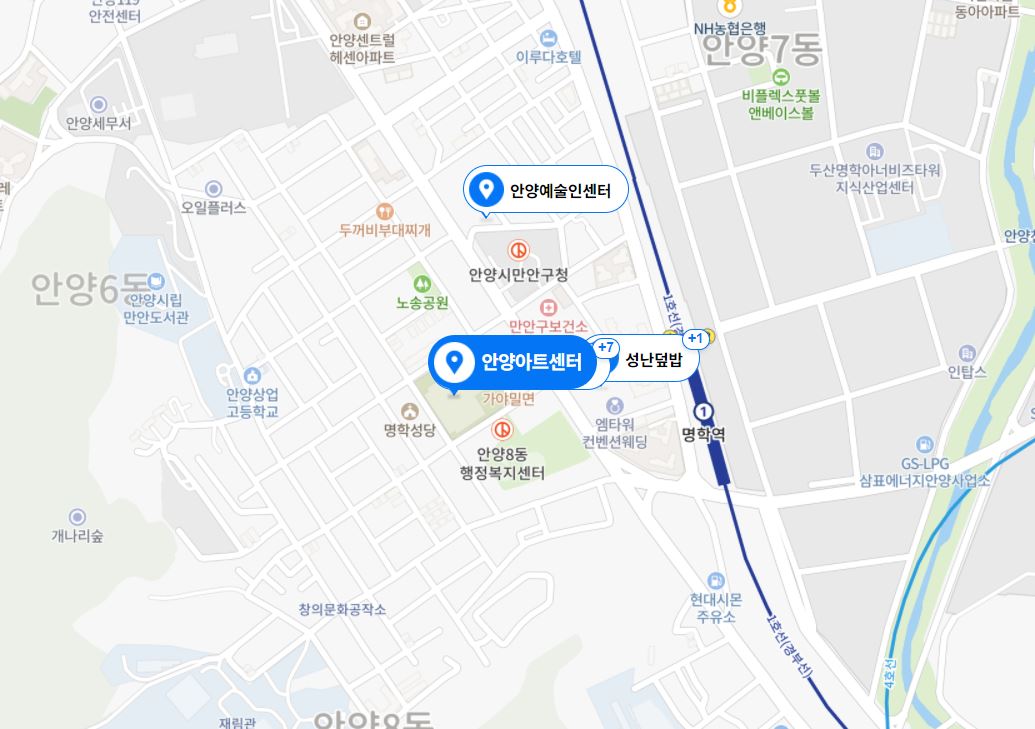 안양119
안전센터
안양센트럴
헤센아파트
이루다호텔
NH농협은행
안양7동
동아아파트
비플렉스풋볼
앤베이스볼
안양세무서
두산명학아너비즈타워
지식산업센터
오일플러스
안양예술인센터
두꺼비부대찌개
안양시만안구청
안양6동
안양시립
만안도서관
노송공원
1호선(경
만안구보건소
안양아트센터
+7
성난덮밥
+1
인탑스
안양상업
고등학교
가야밀면
명학성당
엠타워
컨벤션웨딩
1
명학역
안양8동
행정복지센터
GS-LPG
삼표에너지안양사업소
개나리숲
현대시몬
주유소
창의문화공작소
1호선(경부선)
4호선
재림관
안양8동